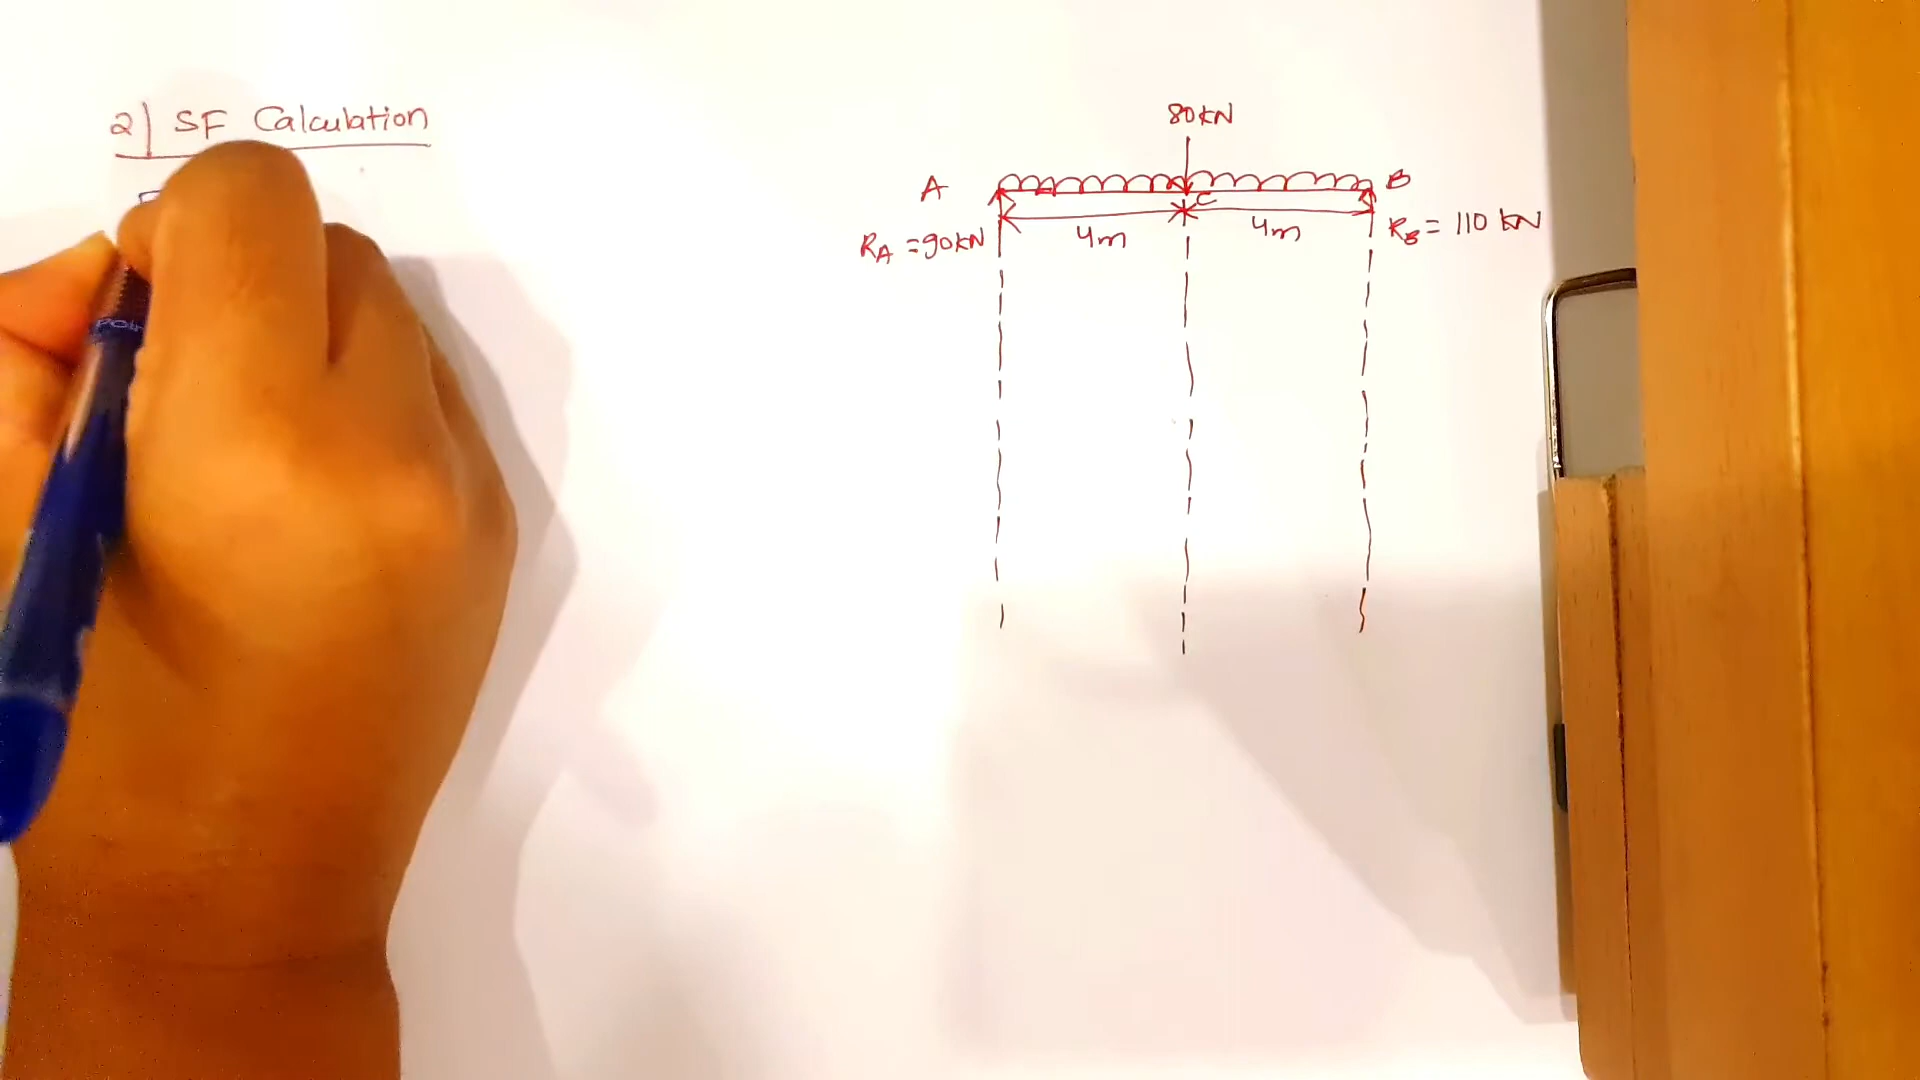 2) SF Calculation
80kN
A
B
C
RA = 90kN
4m
4m
RB = 110 kN